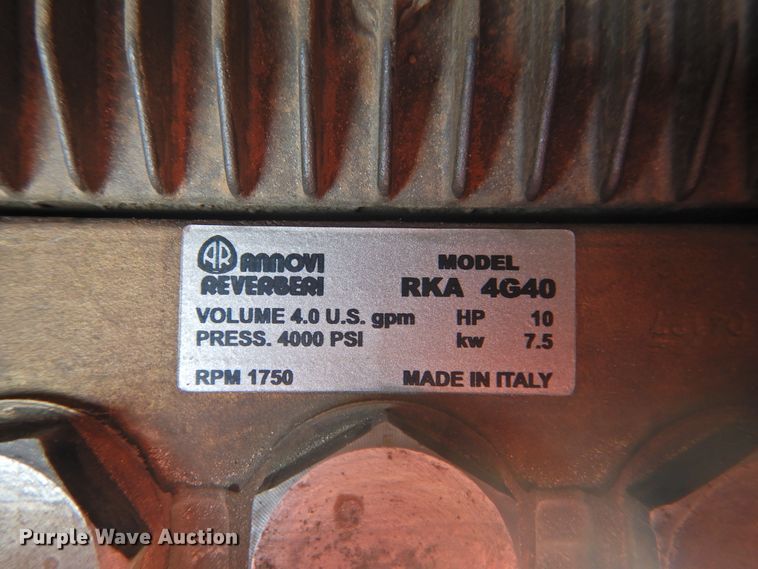 AR ANNOVI REVERBERI
MODEL
RKA 4G40
VOLUME 4.0 U.S. gpm HP 10
PRESS. 4000 PSI kw 7.5
RPM 1750 MADE IN ITALY
Purple Wave Auction